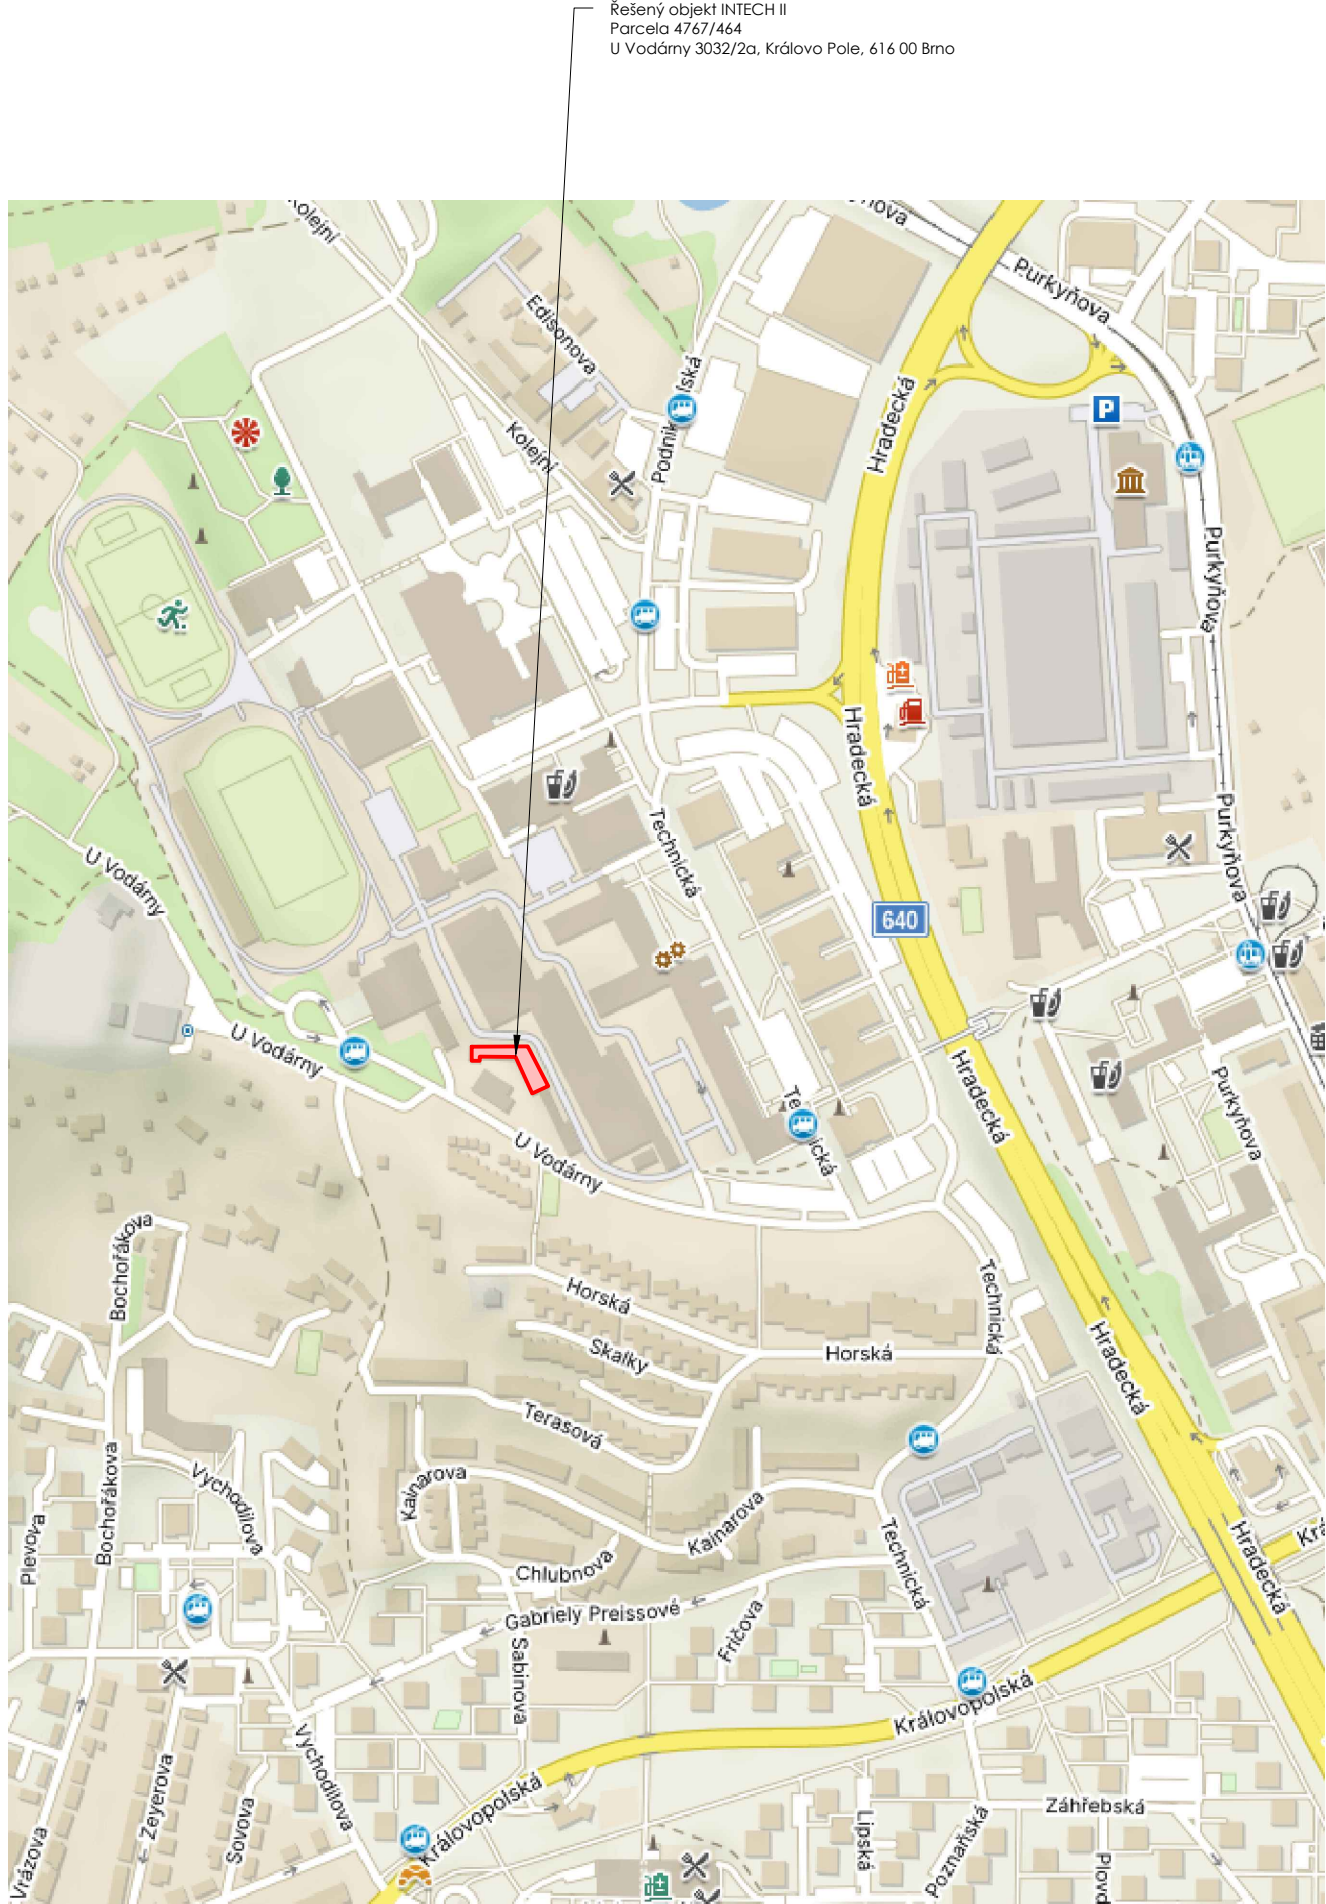 Řešený objekt INTECH II
Parcela 4767/464
U Vodárny 3032/2a, Královo Pole, 616 00 Brno
Kolejní
Purkyňova
Edisonova
Hradecká
P
Kolejní
Purkyňova
Hradecká
Technická
U Vodárny
Purkyňova
640
U Vodárny
Hradecká
Purkyňova
U Vodárny
Bochořákova
Technická
Horská
Skalky
Horská
Hradecká
Terasová
Kainarova
Vychodilova
Bochořákova
Plevova
Kainarova
Technická
Hradecká
Chlubnova
Gabriely Preissové
Fričova
Sabinova
Královopolská
Vychodilova
Zeyerova
Sovova
Královopolská
Záhřebská
Lipská
Poznaňská
Vrázova